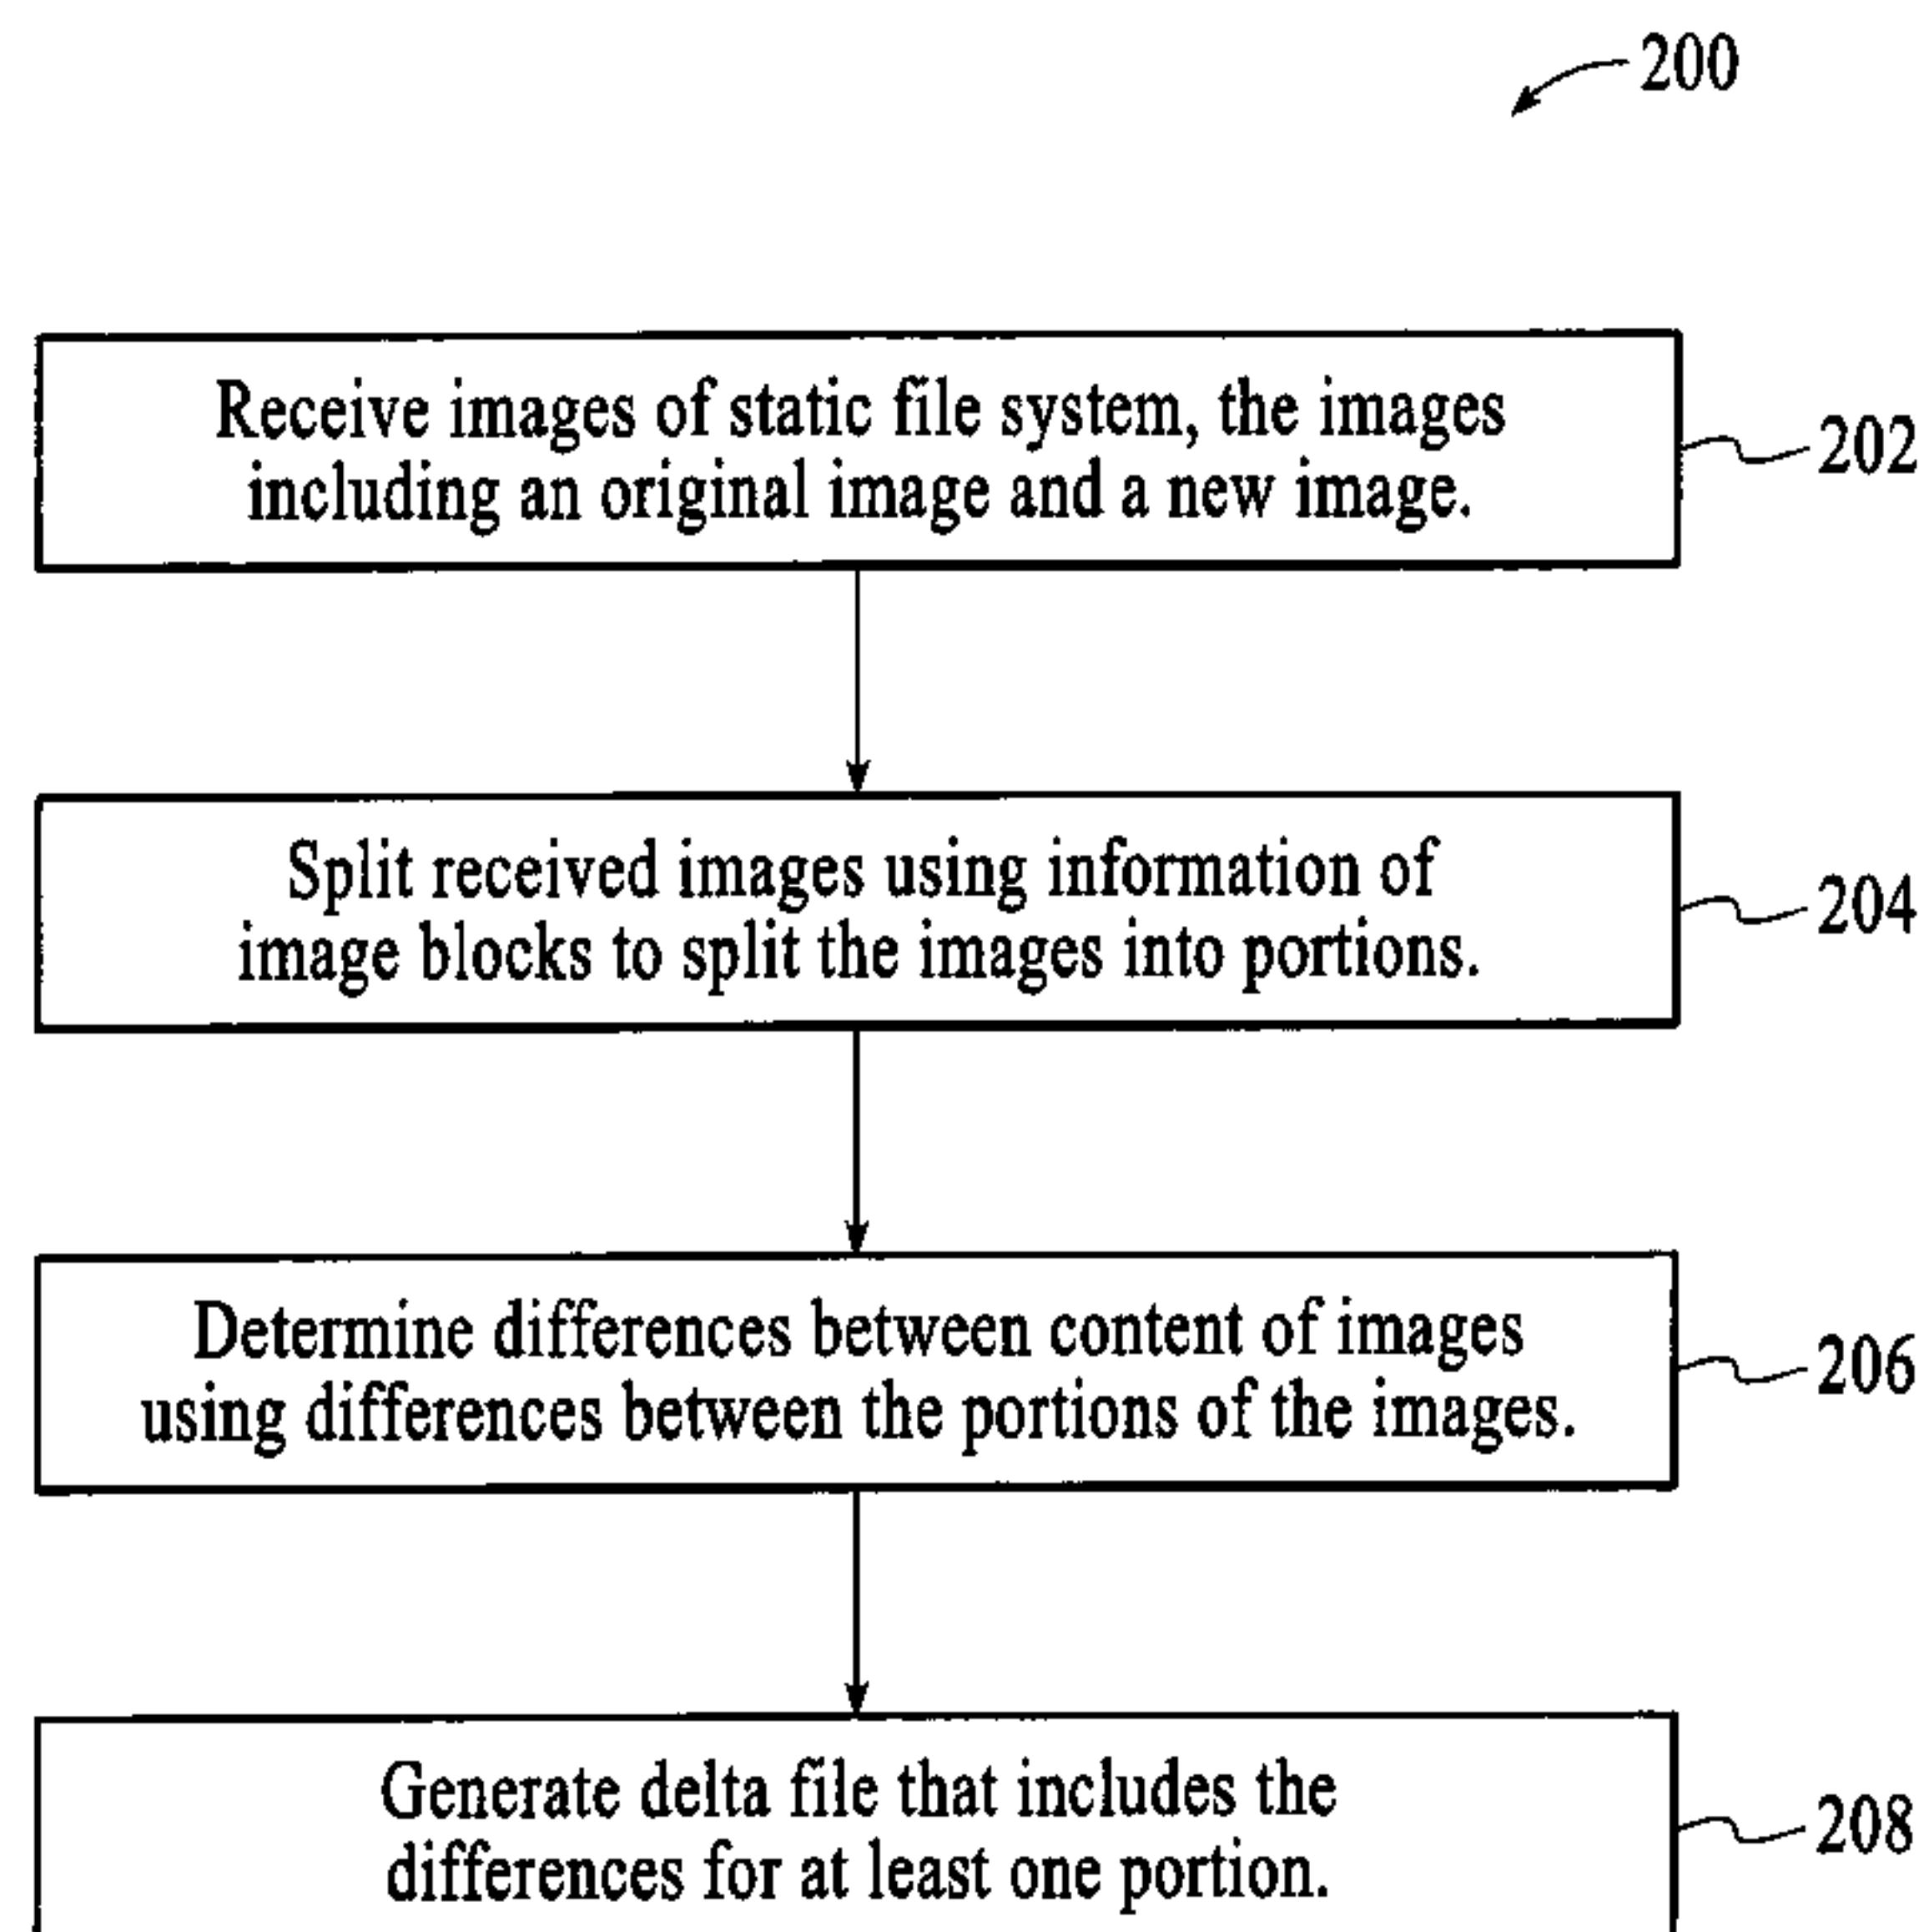 200
Receive images of static file system, the images
including an original image and a new image.
202
Split received images using information of
image blocks to split the images into portions.
204
Determine differences between content of images
using differences between the portions of the images.
206
Generate delta file that includes the
differences for at least one portion.
208